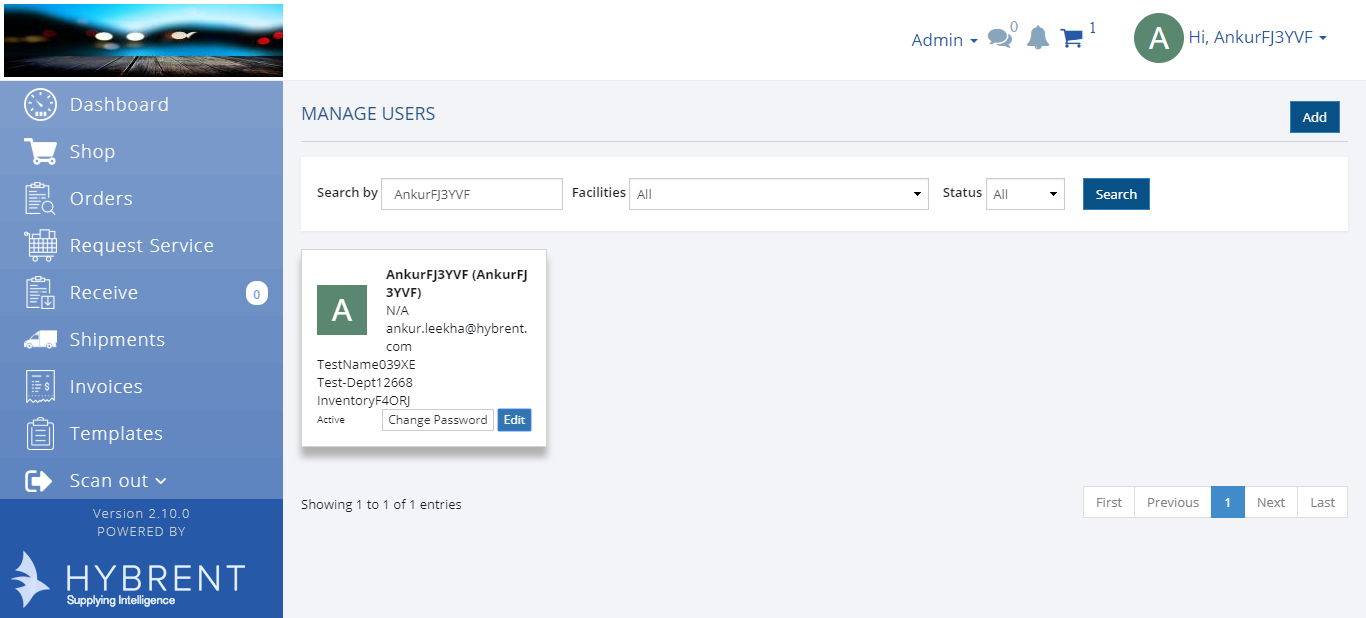 Admin
0
1
A
Hi, AnkurFJ3YVF
Dashboard
Shop
Orders
Request Service
Receive
0
Shipments
Invoices
Templates
Scan out
Version 2.10.0
POWERED BY
HYBRENT
Supplying Intelligence
MANAGE USERS
Add
Search by
AnkurFJ3YVF
Facilities
All
Status
All
Search
A
AnkurFJ3YVF (AnkurFJ
3YVF)
N/A
ankur.leekha@hybrent.
com
TestName039XE
Test-Dept12668
InventoryF4ORJ
Active
Change Password
Edit
Showing 1 to 1 of 1 entries
First
Previous
1
Next
Last